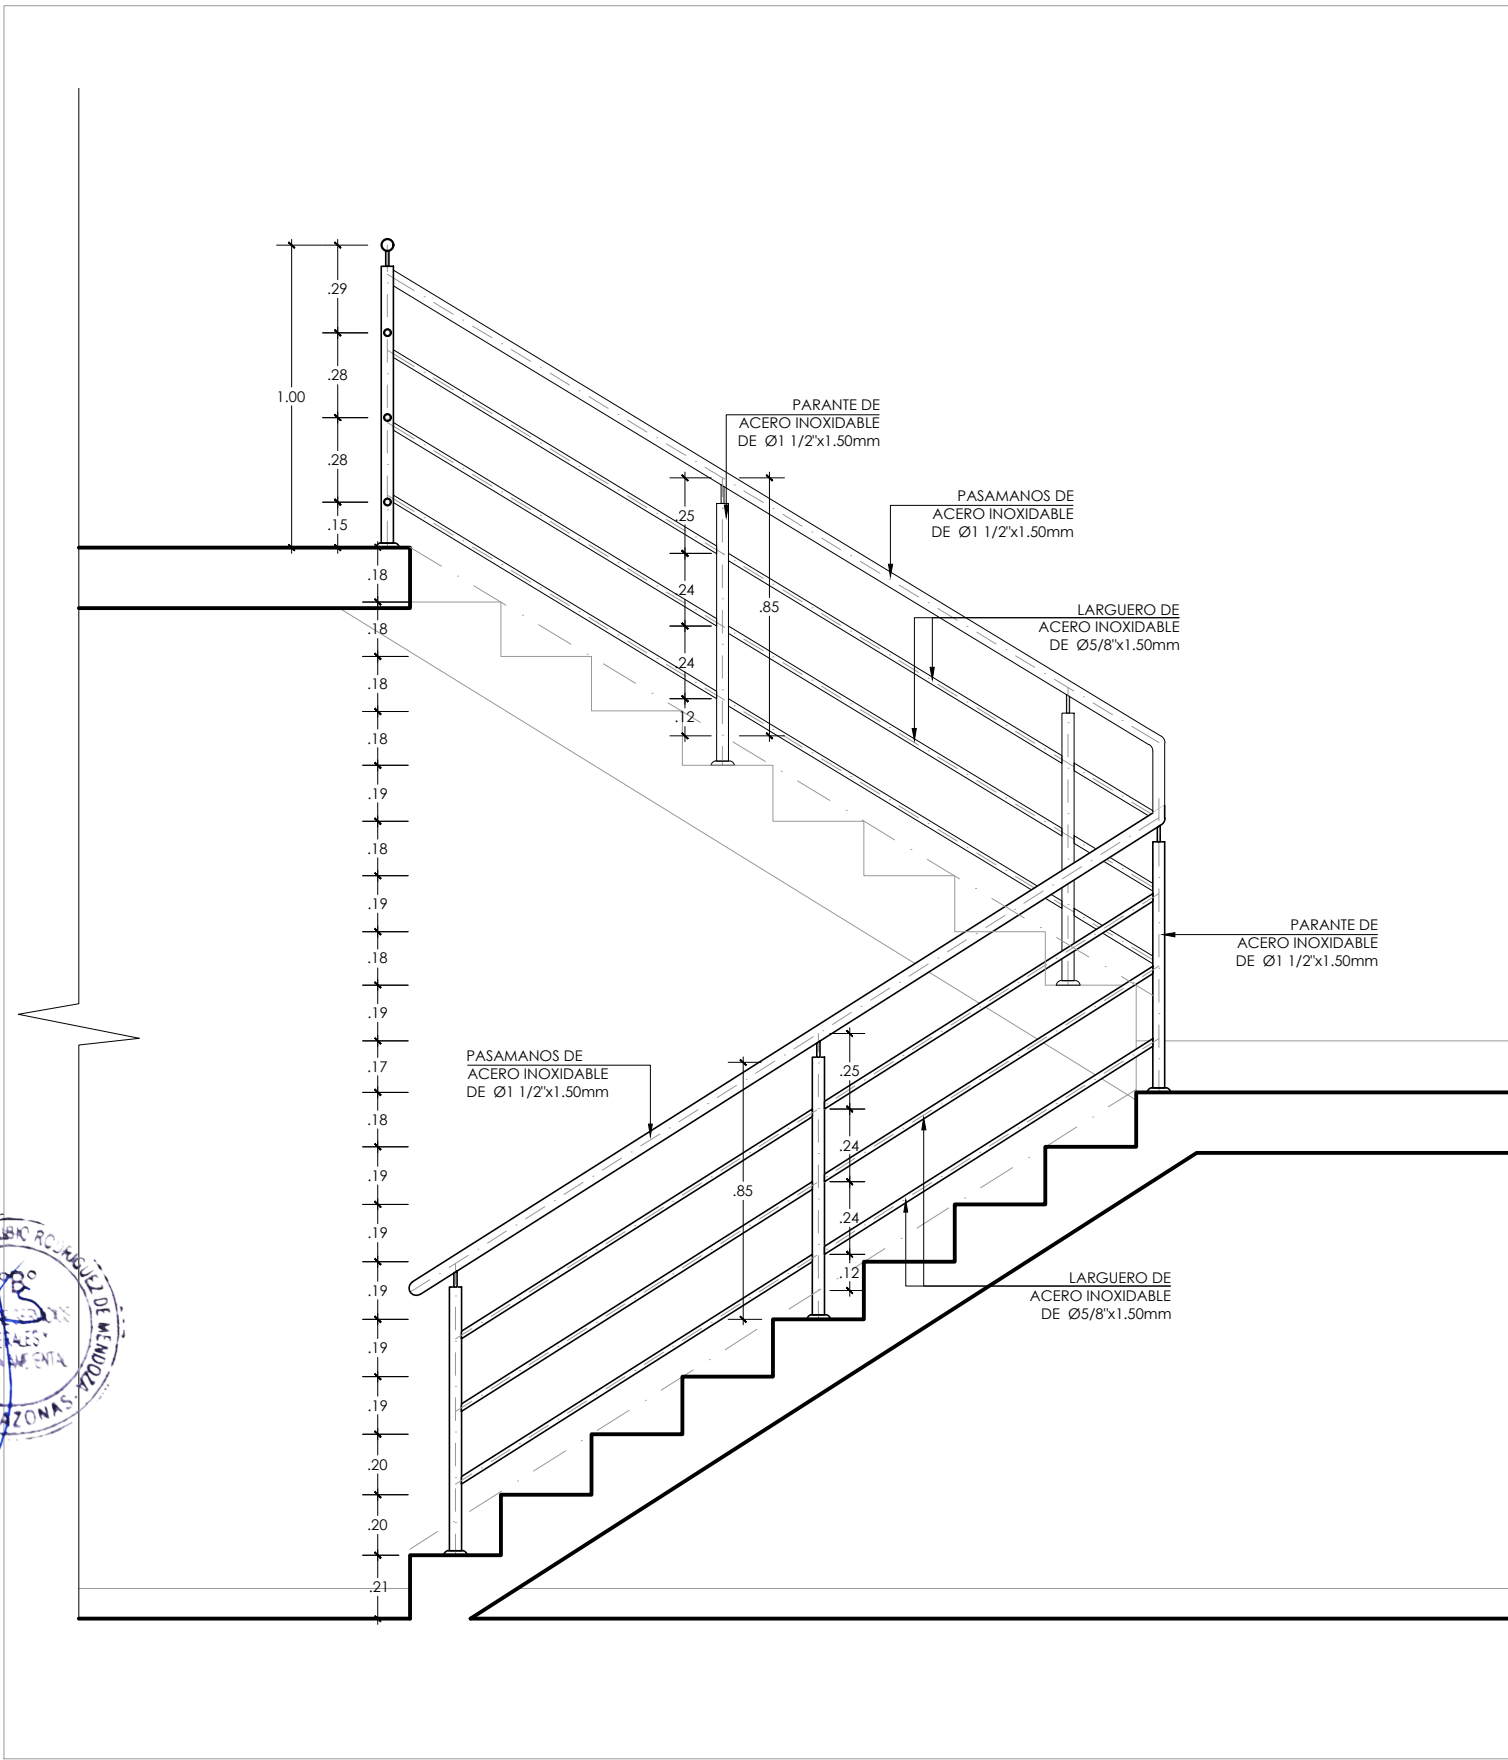 .29
.28
1.00
.28
.15
PARANTE DE
ACERO INOXIDABLE
DE Ø1 1/2"x1.50mm
PASAMANOS DE
ACERO INOXIDABLE
DE Ø1 1/2"x1.50mm
.25
.24
.85
.24
.12
LARGUERO DE
ACERO INOXIDABLE
DE Ø5/8"x1.50mm
.18
.18
.18
.18
.19
.18
.19
.18
.19
.17
.18
.19
.19
.19
.19
.20
.20
.21
PARANTE DE
ACERO INOXIDABLE
DE Ø1 1/2"x1.50mm
PASAMANOS DE
ACERO INOXIDABLE
DE Ø1 1/2"x1.50mm
.25
.24
.85
.24
.12
LARGUERO DE
ACERO INOXIDABLE
DE Ø5/8"x1.50mm
RODRIGUEZ DE MENDOZA